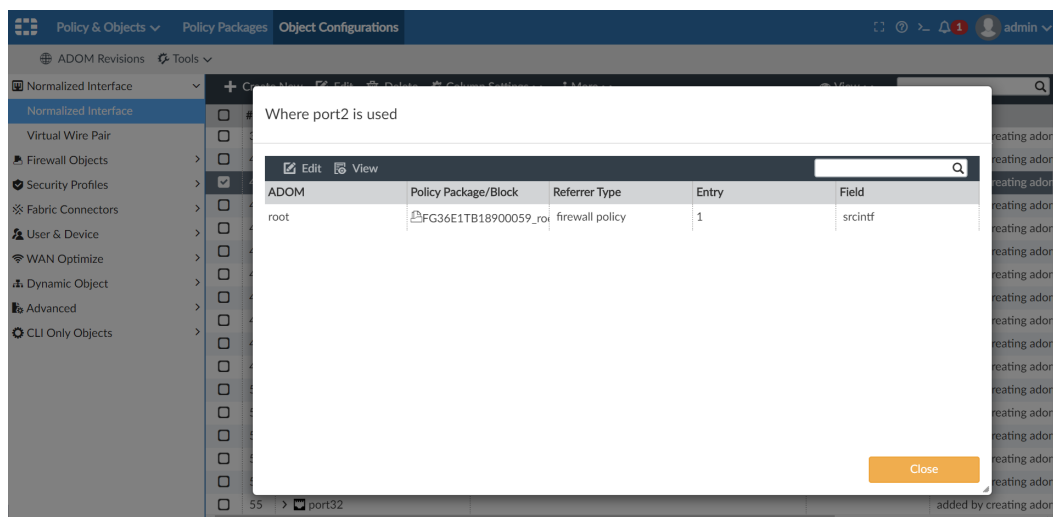 Policy & Objects Policy Packages Object Configurations 1 admin
ADOM Revisions Tools
Normalized Interface
Normalized Interface
Virtual Wire Pair
Firewall Objects
Security Profiles
Fabric Connectors
User & Device
WAN Optimize
Dynamic Object
Advanced
CLI Only Objects
Where port2 is used
Edit View
ADOM Policy Package/Block Referrer Type Entry Field
root FG36E1TB18900059_roo firewall policy 1 srcintf
Close
55 port32 added by creating adom